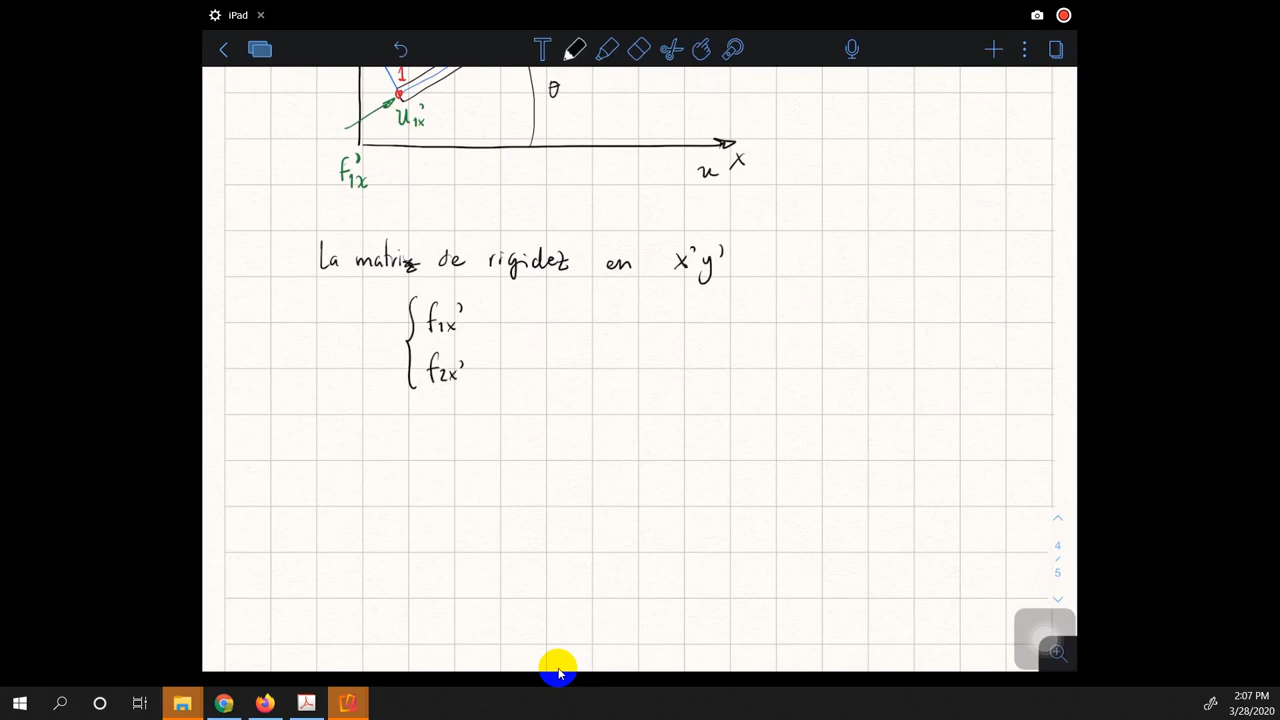 iPad
1
θ
u1x'
f1x'
u x
La matriz de rigidez en x'y'
f1x'
f2x'
4
/
5
2:07 PM
3/28/2020